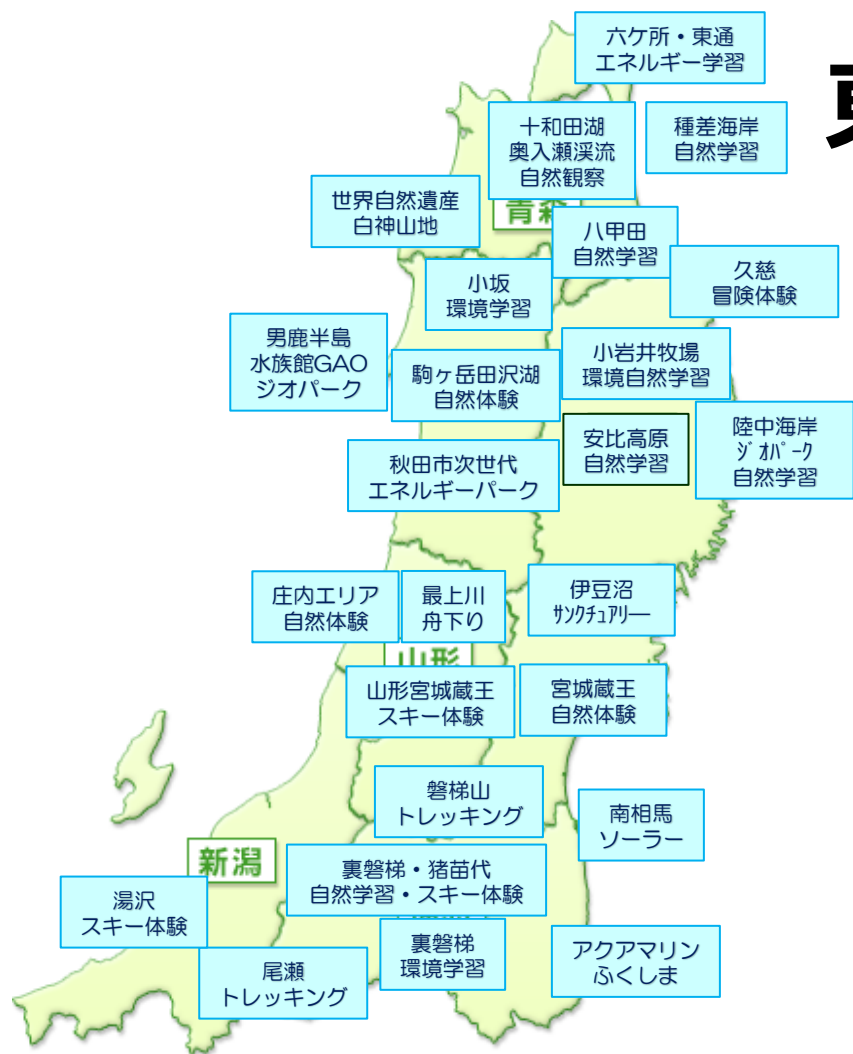 六ケ所・東通
エネルギー学習
十和田湖
奥入瀬渓流
自然観察
種差海岸
自然学習
世界自然遺産
白神山地
青森
八甲田
自然学習
久慈
冒険体験
小坂
環境学習
男鹿半島
水族館GAO
ジオパーク
小岩井牧場
環境自然学習
駒ヶ岳田沢湖
自然体験
安比高原
自然学習
陸中海岸
ｼﾞｵﾊﾟｰｸ
自然学習
秋田市次世代
エネルギーパーク
庄内エリア
自然体験
最上川
舟下り
伊豆沼
ｻﾝｸﾁｭｱﾘー
山形
山形宮城蔵王
スキー体験
宮城蔵王
自然体験
磐梯山
トレッキング
南相馬
ソーラー
新潟
裏磐梯・猪苗代
自然学習・スキー体験
湯沢
スキー体験
裏磐梯
環境学習
アクアマリン
ふくしま
尾瀬
トレッキング